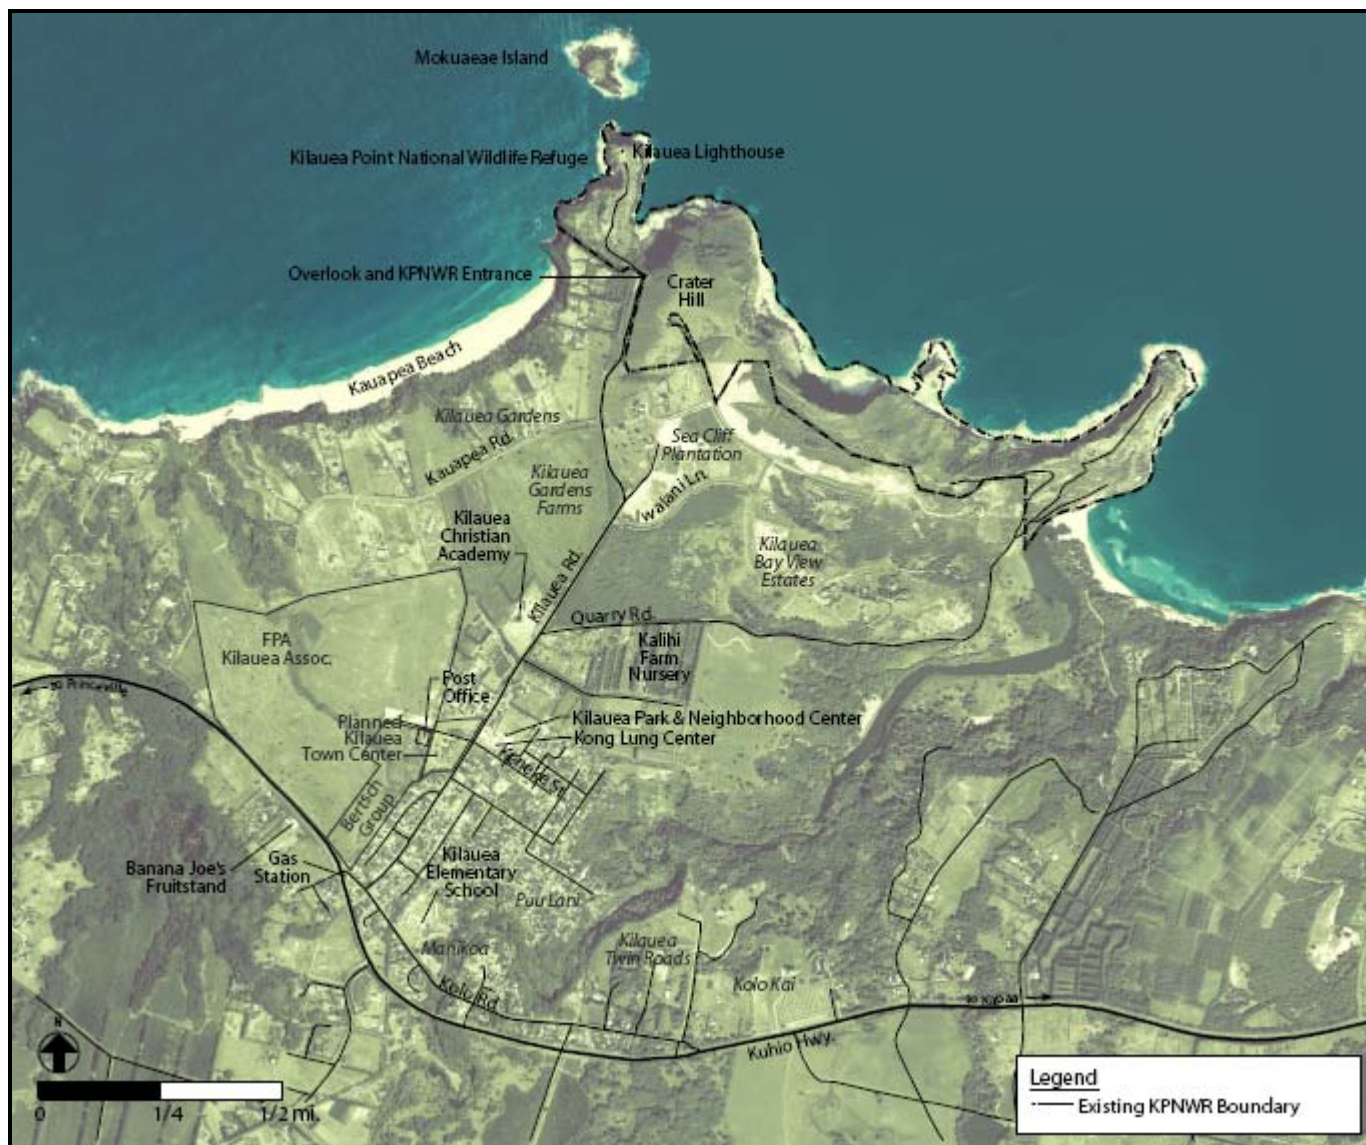 Mokuaeae Island
Kilauea Point National Wildlife Refuge
Kilauea Lighthouse
Overlook and KPNWR Entrance
Crater
Hill
Kauapea Beach
Kilauea Gardens
Kauapea Rd.
Sea Cliff
Plantation
Kilauea
Gardens
Farms
Iwalani Ln
Kilauea
Christian
Academy
Kilauea
Bay View
Estates
Kilauea Rd.
Quarry Rd.
FPA
Kilauea Assoc.
Kalihi
Farm
Nursery
to Princeville
Post
Office
Planned
Kilauea
Town Center
Kilauea Park & Neighborhood Center
Kong Lung Center
Keneke St.
Bertsch
Group
Banana Joe's
Fruitstand
Gas
Station
Kilauea
Elementary
School
Puu Lani
Manikoa
Kilauea
Twin Roads
Kolo Kai
Kolo Rd
to Kapaa
Kuhio Hwy.
N
0 1/4 1/2 mi.
Legend
Existing KPNWR Boundary